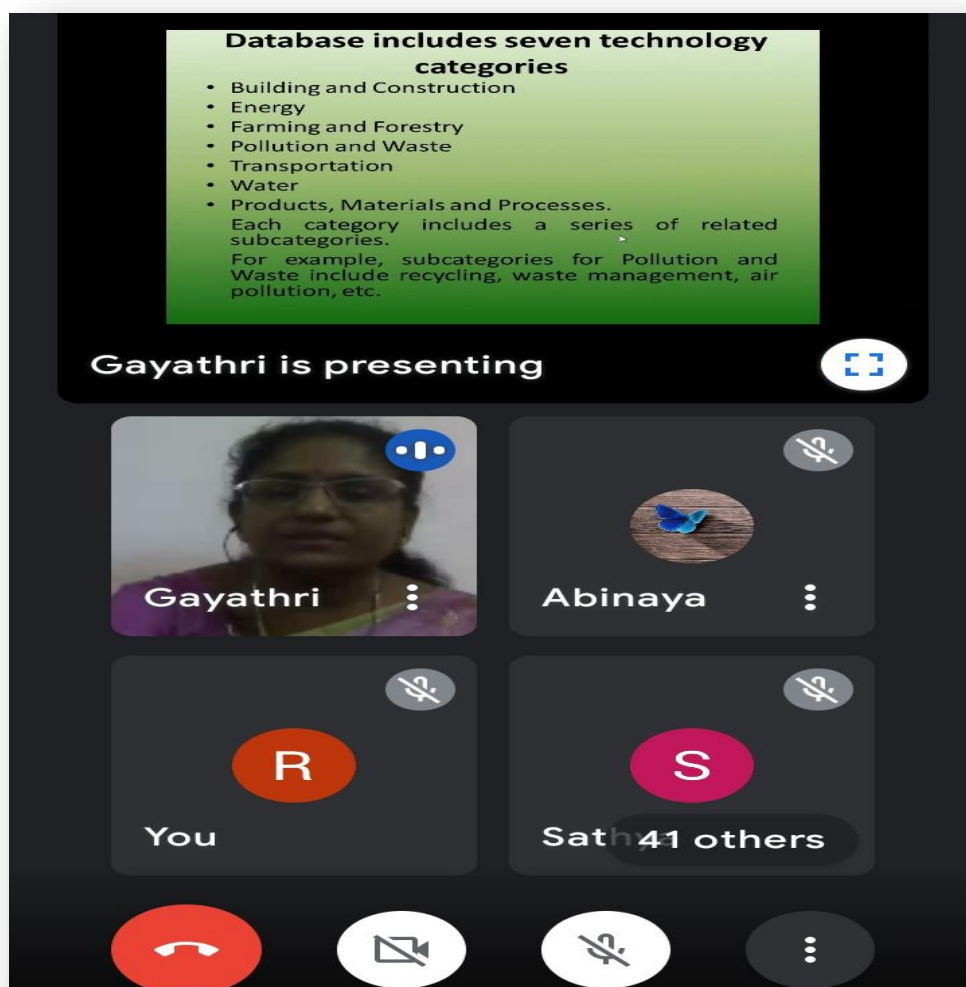 Database includes seven technology
categories
• Building and Construction
• Energy
• Farming and Forestry
• Pollution and Waste
• Transportation
• Water
• Products, Materials and Processes.
Each category includes a series of related
subcategories.
For example, subcategories for Pollution and
Waste include recycling, waste management, air
pollution, etc.
Gayathri is presenting
Gayathri
Abinaya
R
S
You
Sathya
41 others